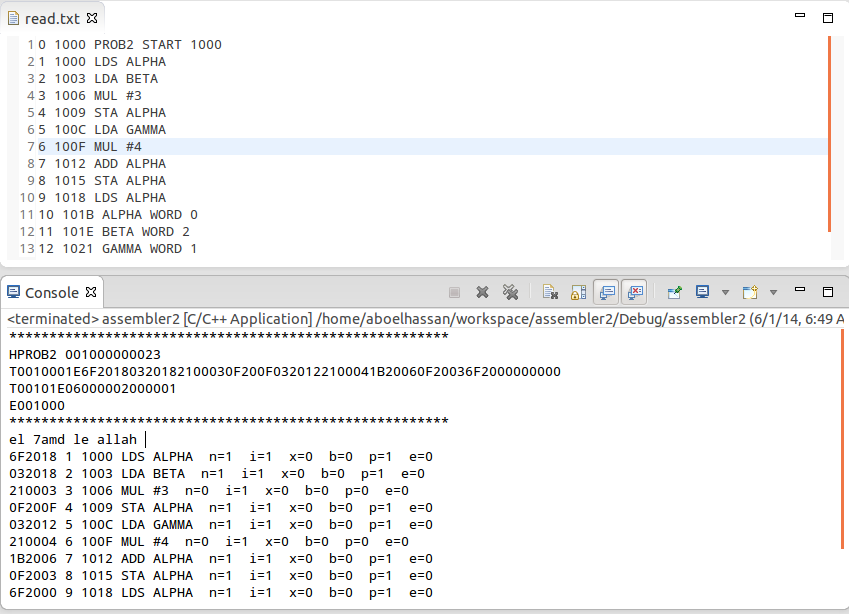 read.txt
1 0 1000 PROB2 START 1000
2 1 1000 LDS ALPHA
3 2 1003 LDA BETA
4 3 1006 MUL #3
5 4 1009 STA ALPHA
6 5 100C LDA GAMMA
7 6 100F MUL #4
8 7 1012 ADD ALPHA
9 8 1015 STA ALPHA
10 9 1018 LDS ALPHA
11 10 101B ALPHA WORD 0
12 11 101E BETA WORD 2
13 12 1021 GAMMA WORD 1
Console
<terminated> assembler2 [C/C++ Application] /home/aboelhassan/workspace/assembler2/Debug/assembler2 (6/1/14, 6:49 A
*******************************************************
HPROB2 001000000023
T0010001E6F20180320182100030F200F0320122100041B20060F20036F2000000000
T00101E06000002000001
E001000
*******************************************************
el 7amd le allah
6F2018 1 1000 LDS ALPHA n=1 i=1 x=0 b=0 p=1 e=0
032018 2 1003 LDA BETA n=1 i=1 x=0 b=0 p=1 e=0
210003 3 1006 MUL #3 n=0 i=1 x=0 b=0 p=0 e=0
0F200F 4 1009 STA ALPHA n=1 i=1 x=0 b=0 p=1 e=0
032012 5 100C LDA GAMMA n=1 i=1 x=0 b=0 p=1 e=0
210004 6 100F MUL #4 n=0 i=1 x=0 b=0 p=0 e=0
1B2006 7 1012 ADD ALPHA n=1 i=1 x=0 b=0 p=1 e=0
0F2003 8 1015 STA ALPHA n=1 i=1 x=0 b=0 p=1 e=0
6F2000 9 1018 LDS ALPHA n=1 i=1 x=0 b=0 p=1 e=0